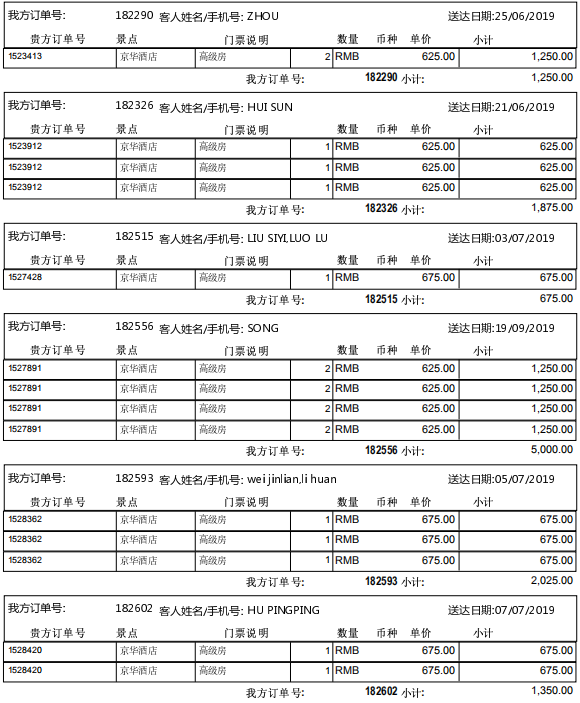 我方订单号: 182290 客人姓名/手机号: ZHOU 送达日期:25/06/2019
贵方订单号 景点 门票说明 数量 币种 单价 小计
1523413 京华酒店 高级房 2 RMB 625.00 1,250.00
我方订单号: 182290 小计: 1,250.00
我方订单号: 182326 客人姓名/手机号: HUI SUN 送达日期:21/06/2019
贵方订单号 景点 门票说明 数量 币种 单价 小计
1523912 京华酒店 高级房 1 RMB 625.00 625.00
1523912 京华酒店 高级房 1 RMB 625.00 625.00
1523912 京华酒店 高级房 1 RMB 625.00 625.00
我方订单号: 182326 小计: 1,875.00
我方订单号: 182515 客人姓名/手机号: LIU SIYI,LUO LU 送达日期:03/07/2019
贵方订单号 景点 门票说明 数量 币种 单价 小计
1527428 京华酒店 高级房 1 RMB 675.00 675.00
我方订单号: 182515 小计: 675.00
我方订单号: 182556 客人姓名/手机号: SONG 送达日期:19/09/2019
贵方订单号 景点 门票说明 数量 币种 单价 小计
1527891 京华酒店 高级房 2 RMB 625.00 1,250.00
1527891 京华酒店 高级房 2 RMB 625.00 1,250.00
1527891 京华酒店 高级房 2 RMB 625.00 1,250.00
1527891 京华酒店 高级房 2 RMB 625.00 1,250.00
我方订单号: 182556 小计: 5,000.00
我方订单号: 182593 客人姓名/手机号: wei jinlian,li huan 送达日期:05/07/2019
贵方订单号 景点 门票说明 数量 币种 单价 小计
1528362 京华酒店 高级房 1 RMB 675.00 675.00
1528362 京华酒店 高级房 1 RMB 675.00 675.00
1528362 京华酒店 高级房 1 RMB 675.00 675.00
我方订单号: 182593 小计: 2,025.00
我方订单号: 182602 客人姓名/手机号: HU PINGPING 送达日期:07/07/2019
贵方订单号 景点 门票说明 数量 币种 单价 小计
1528420 京华酒店 高级房 1 RMB 675.00 675.00
1528420 京华酒店 高级房 1 RMB 675.00 675.00
我方订单号: 182602 小计: 1,350.00